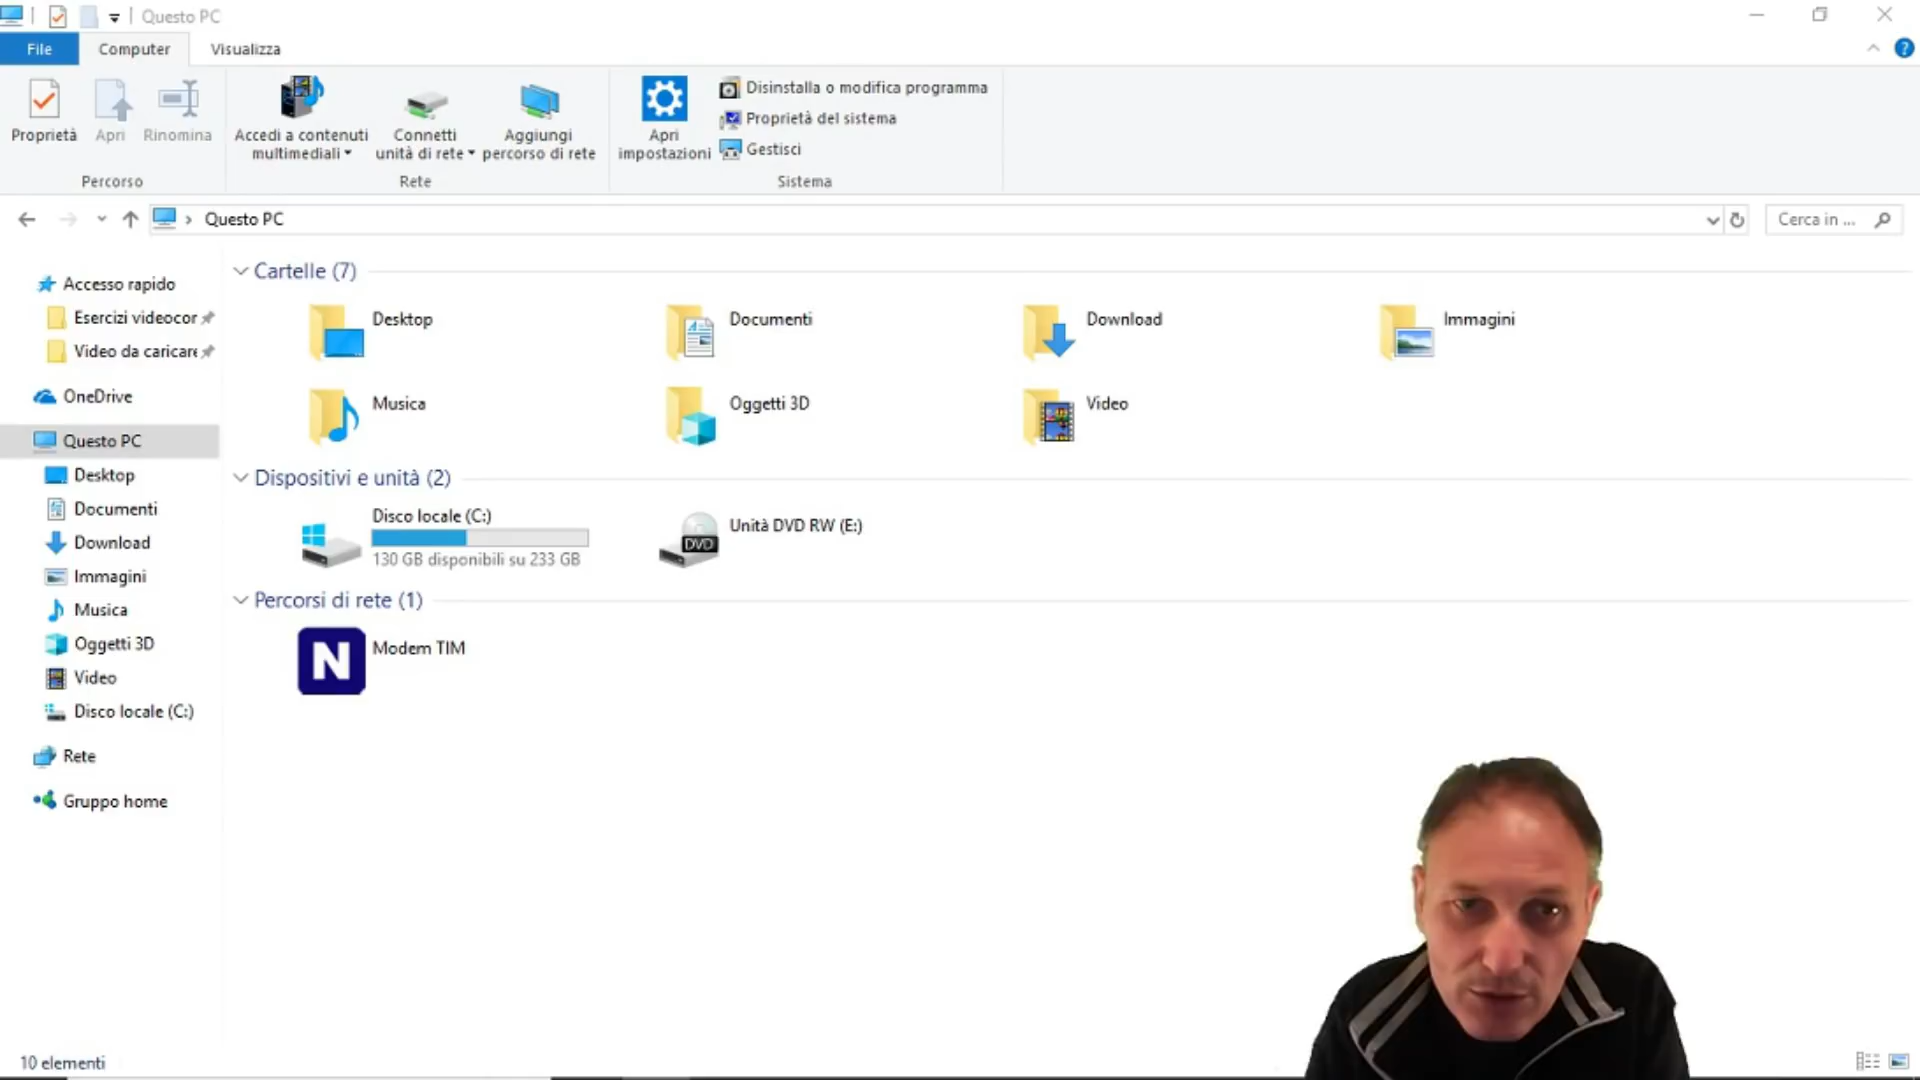 Questo PC
File
Computer
Visualizza
?
Proprietà
Apri
Rinomina
Accedi a contenuti
multimediali
Connetti
unità di rete
Aggiungi
percorso di rete
Apri
impostazioni
Disinstalla o modifica programma
Proprietà del sistema
Gestisci
Percorso
Rete
Sistema
Questo PC
Cerca in ...
Accesso rapido
Esercizi videocor
Video da caricare
OneDrive
Questo PC
Desktop
Documenti
Download
Immagini
Musica
Oggetti 3D
Video
Disco locale (C:)
Rete
Gruppo home
Cartelle (7)
Desktop
Documenti
Download
Immagini
Musica
Oggetti 3D
Video
Dispositivi e unità (2)
Disco locale (C:)
130 GB disponibili su 233 GB
DVD
Unità DVD RW (E:)
Percorsi di rete (1)
N
Modem TIM
10 elementi